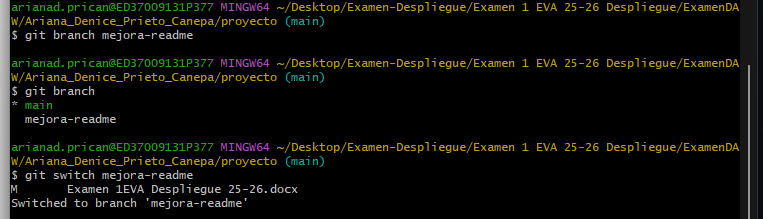 arianad.prican@ED37009131P377 MINGW64 ~/Desktop/Examen-Despliegue/Examen 1 EVA 25-26 Despliegue/ExamenDA
W/Ariana_Denice_Prieto_Canepa/proyecto (main)
$ git branch mejora-readme
arianad.prican@ED37009131P377 MINGW64 ~/Desktop/Examen-Despliegue/Examen 1 EVA 25-26 Despliegue/ExamenDA
W/Ariana_Denice_Prieto_Canepa/proyecto (main)
$ git branch
* main
  mejora-readme
arianad.prican@ED37009131P377 MINGW64 ~/Desktop/Examen-Despliegue/Examen 1 EVA 25-26 Despliegue/ExamenDA
W/Ariana_Denice_Prieto_Canepa/proyecto (main)
$ git switch mejora-readme
M       Examen 1EVA Despliegue 25-26.docx
Switched to branch 'mejora-readme'